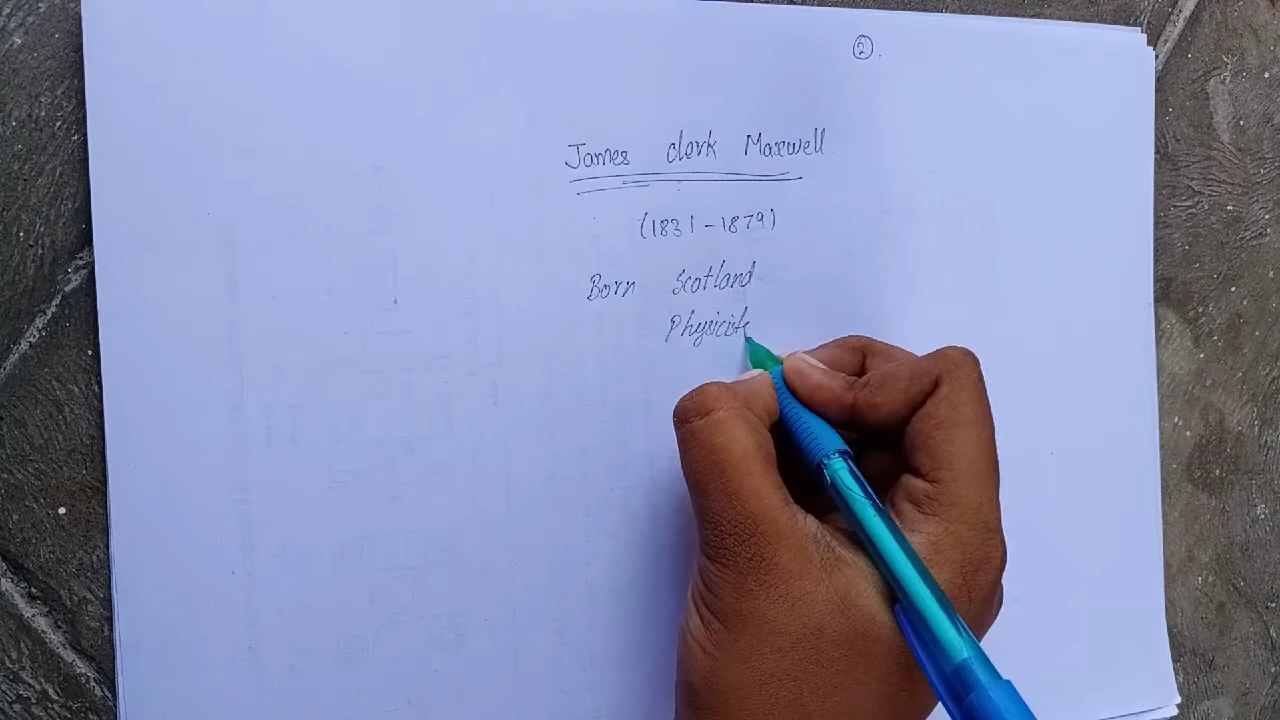 ②.
James clerk Maxwell
(1831-1879)
Born Scotland
Physicist